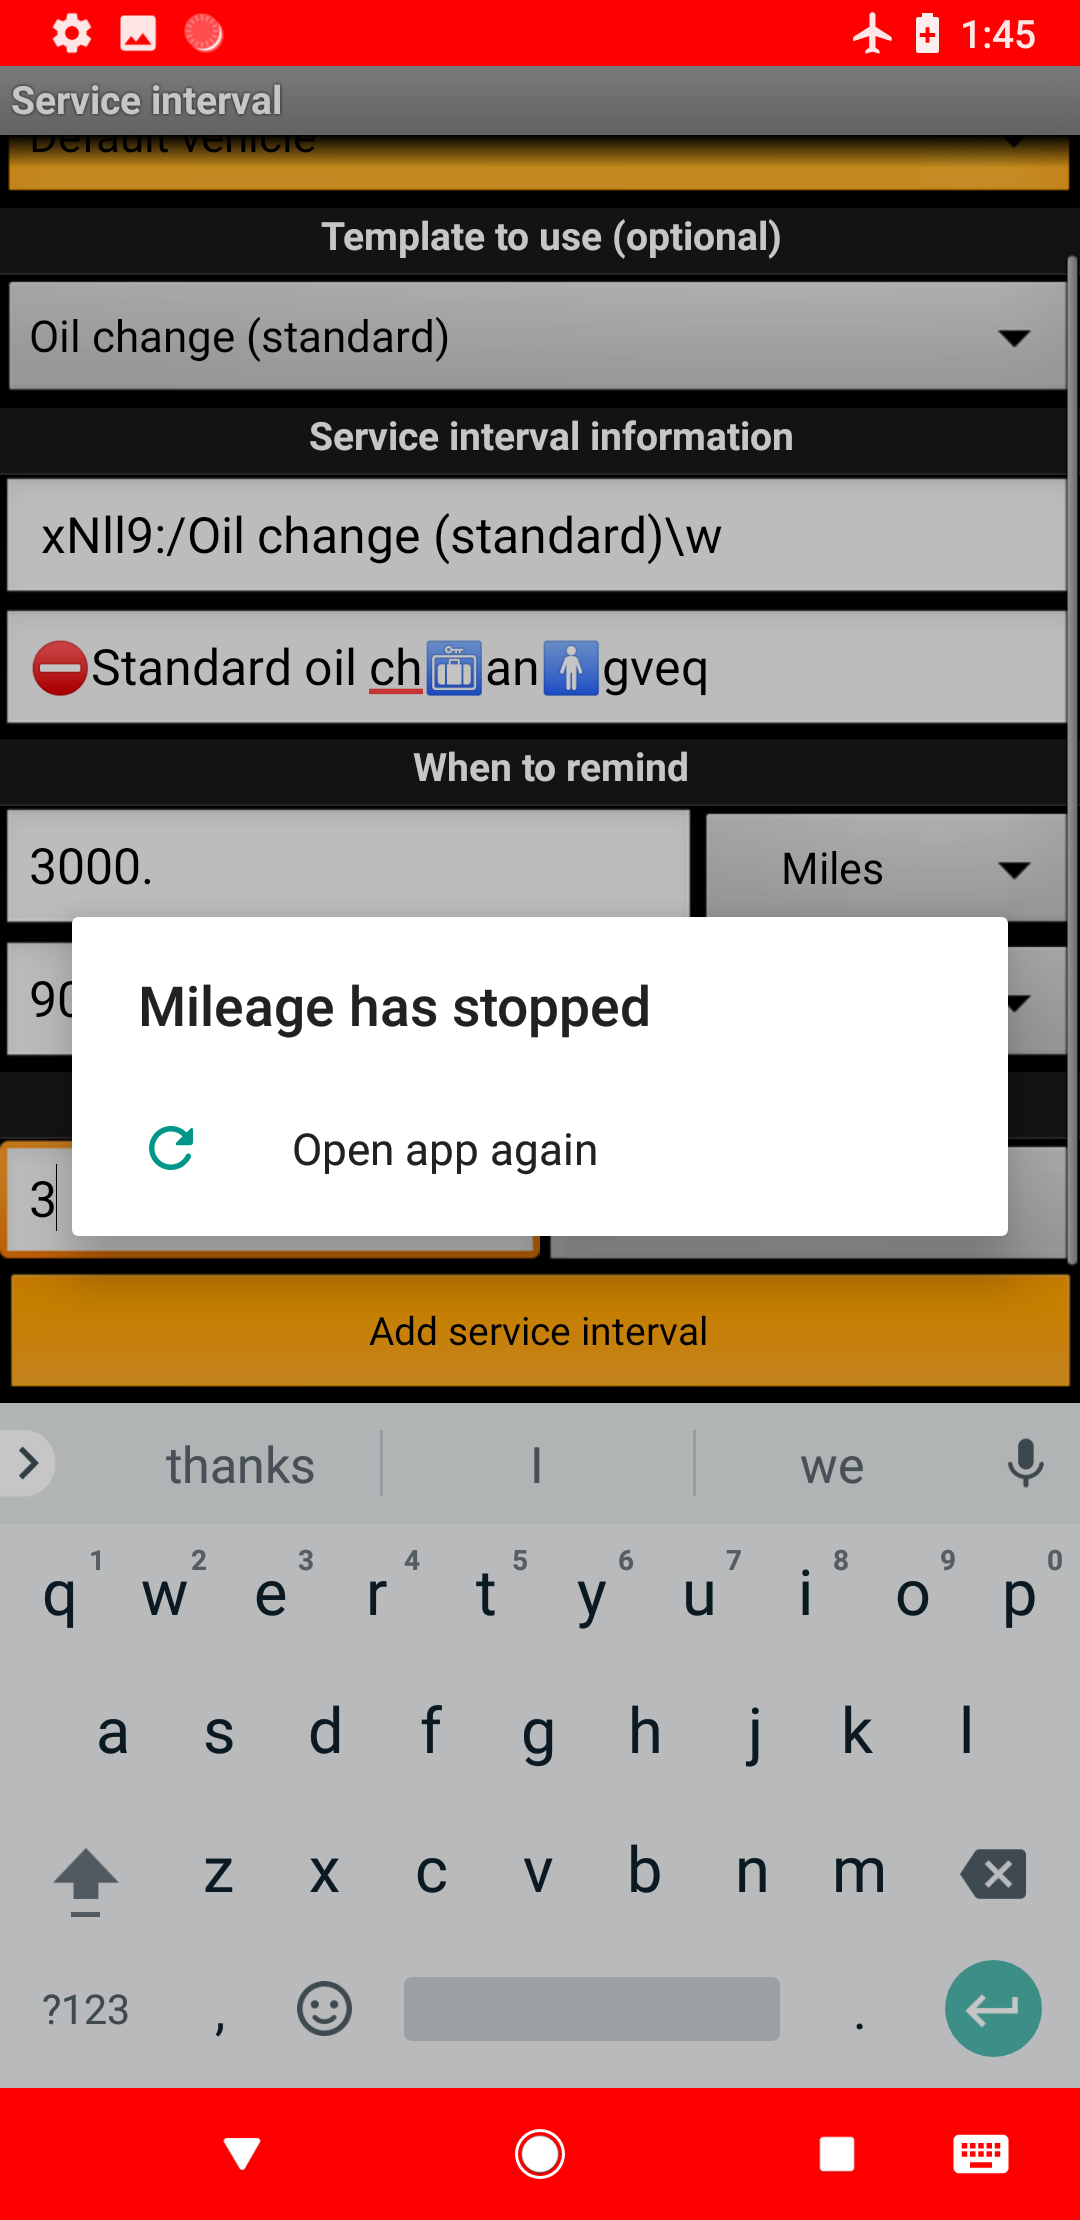 1:45
Service interval
Default vehicle
Template to use (optional)
Oil change (standard)
Service interval information
xNll9:/Oil change (standard)\w
⛔Standard oil ch🛅an🚹gveq
When to remind
3000.
Miles
90
Mileage has stopped
Open app again
3
Add service interval
thanks
I
we
1 2 3 4 5 6 7 8 9 0
q w e r t y u i o p
a s d f g h j k l
z x c v b n m
?123 , .